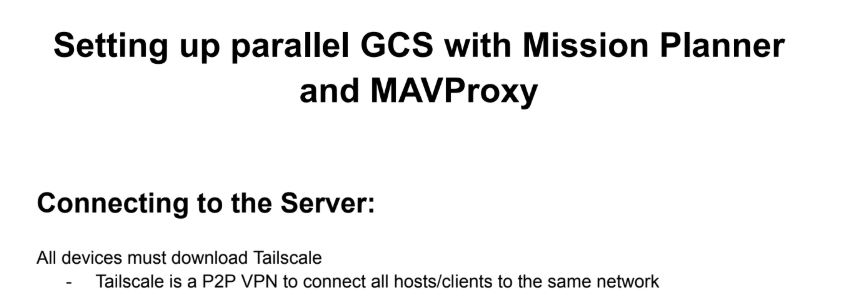 Setting up parallel GCS with Mission Planner
and MAVProxy
Connecting to the Server:
All devices must download Tailscale
- Tailscale is a P2P VPN to connect all hosts/clients to the same network